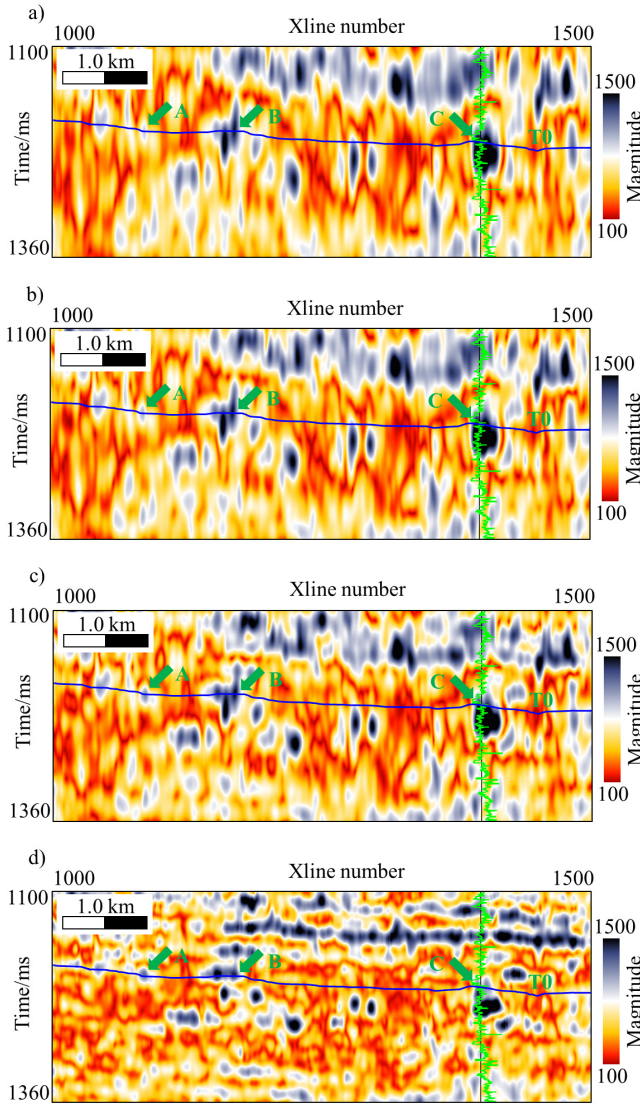 a)
Xline number
1000 1500
1100
1.0 km
A
B
C
T0
Time/ms
1360
1500
Magnitude
100
b)
Xline number
1000 1500
1100
1.0 km
A
B
C
T0
Time/ms
1360
1500
Magnitude
100
c)
Xline number
1000 1500
1100
1.0 km
A
B
C
T0
Time/ms
1360
1500
Magnitude
100
d)
Xline number
1000 1500
1100
1.0 km
A
B
C
T0
Time/ms
1360
1500
Magnitude
100